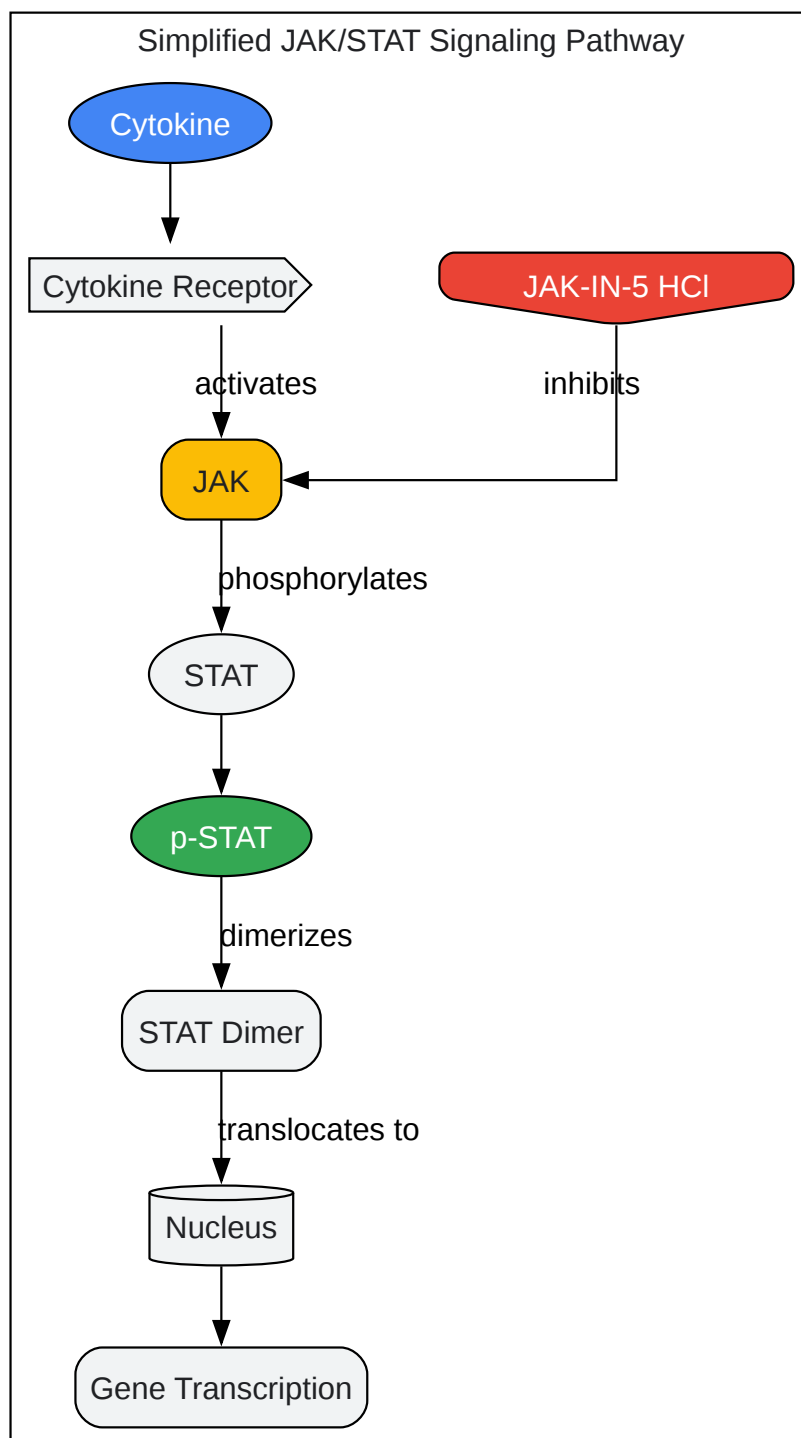 Simplified JAK/STAT Signaling Pathway
Cytokine
Cytokine Receptor
JAK-IN-5 HCl
activates
inhibits
JAK
phosphorylates
STAT
p-STAT
dimerizes
STAT Dimer
translocates to
Nucleus
Gene Transcription